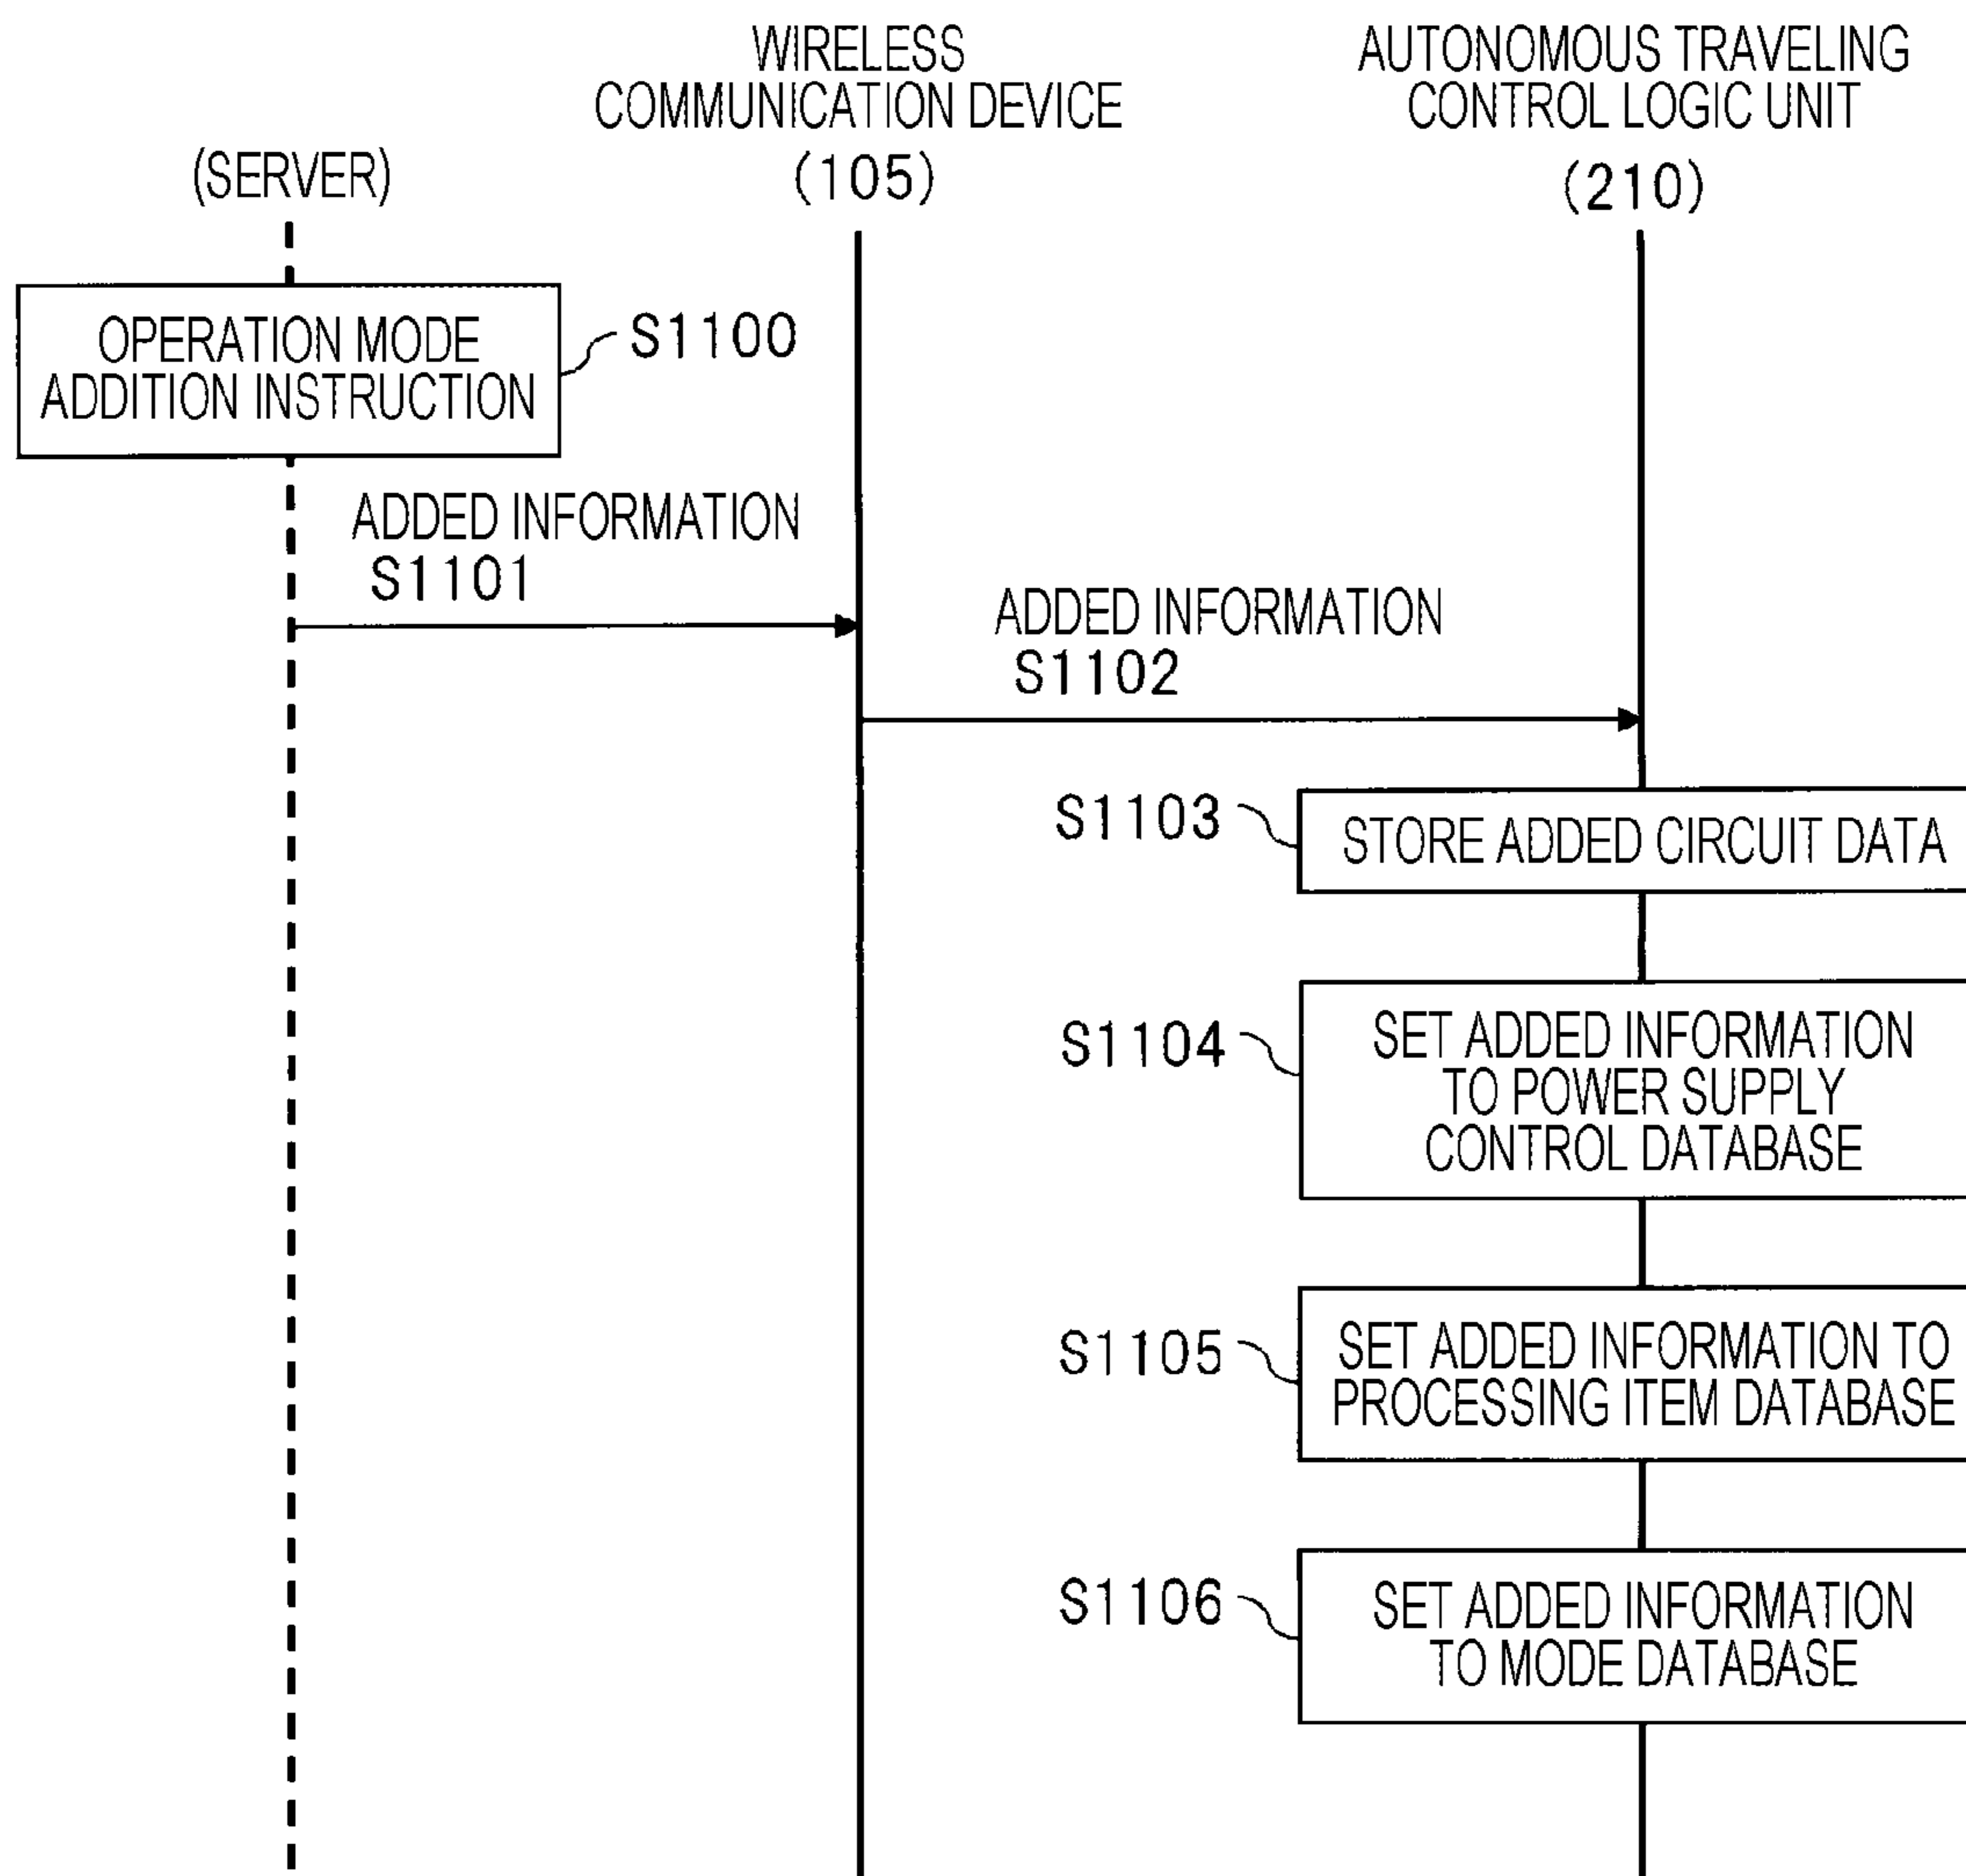 WIRELESS
COMMUNICATION DEVICE
(105)
AUTONOMOUS TRAVELING
CONTROL LOGIC UNIT
(210)
(SERVER)
OPERATION MODE
ADDITION INSTRUCTION
S1100
ADDED INFORMATION
S1101
ADDED INFORMATION
S1102
S1103
STORE ADDED CIRCUIT DATA
S1104
SET ADDED INFORMATION
TO POWER SUPPLY
CONTROL DATABASE
S1105
SET ADDED INFORMATION TO
PROCESSING ITEM DATABASE
S1106
SET ADDED INFORMATION
TO MODE DATABASE